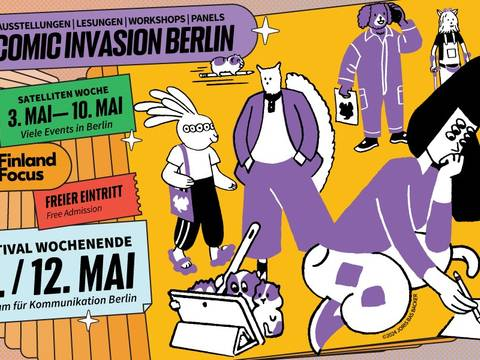 AUSSTELLUNGEN | LESUNGEN | WORKSHOPS | PANELS
COMIC INVASION BERLIN
SATELLITEN WOCHE
3. MAI—10. MAI
Viele Events in Berlin
Finland
Focus
FREIER EINTRITT
Free Admission
TIVAL WOCHENENDE
. / 12. MAI
m für Kommunikation Berlin